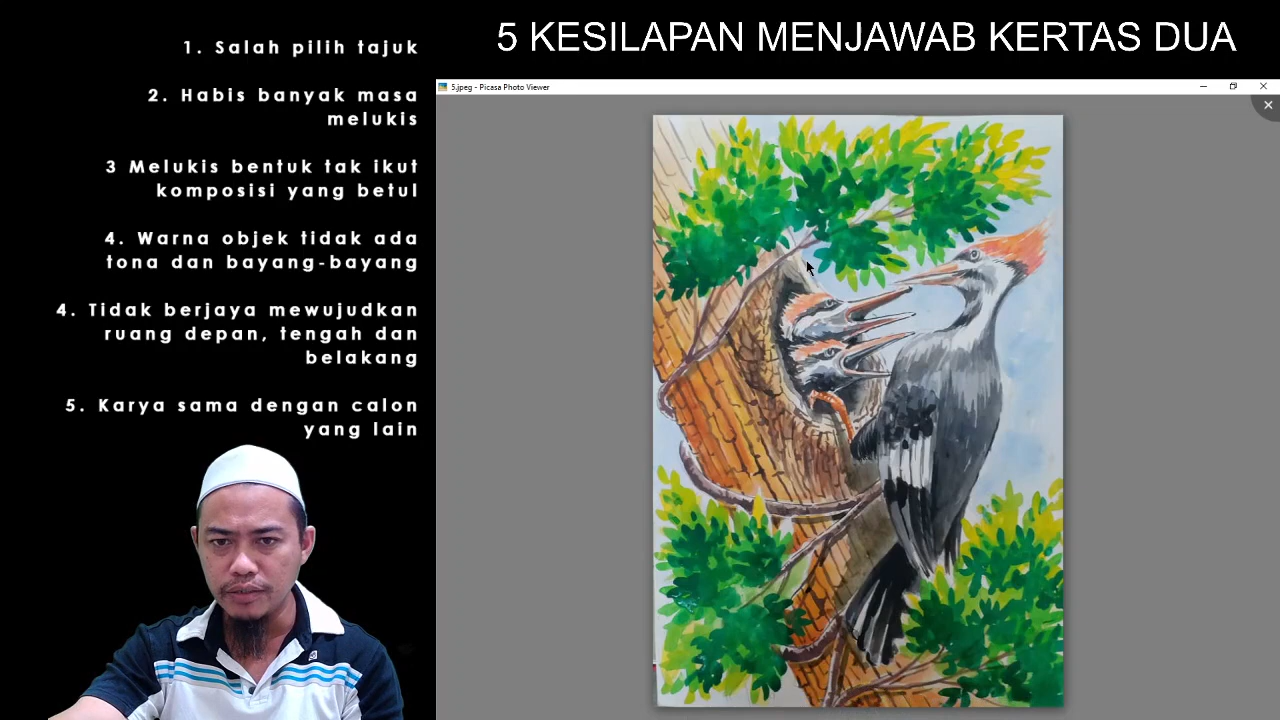 5 KESILAPAN MENJAWAB KERTAS DUA
1. Salah pilih tajuk
2. Habis banyak masa
melukis
3 Melukis bentuk tak ikut
komposisi yang betul
4. Warna objek tidak ada
tona dan bayang-bayang
4. Tidak berjaya mewujudkan
ruang depan, tengah dan
belakang
5. Karya sama dengan calon
yang lain
5.jpeg - Picasa Photo Viewer